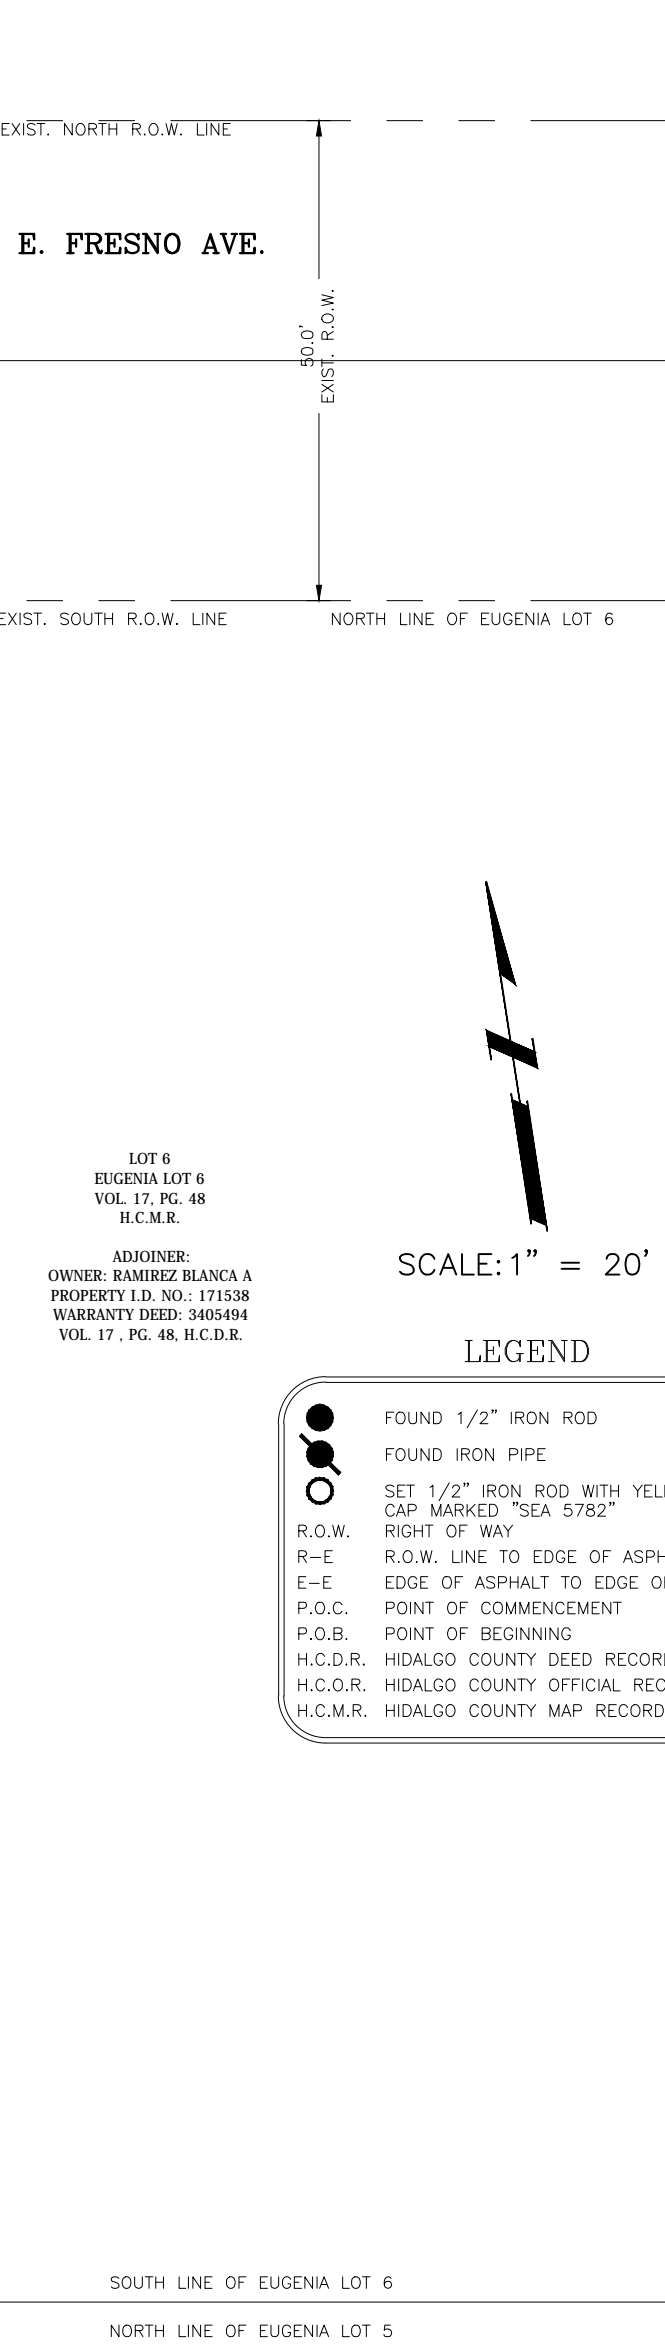 EXIST. NORTH R.O.W. LINE
E. FRESNO AVE.
50.0'
EXIST. R.O.W.
EXIST. SOUTH R.O.W. LINE
NORTH LINE OF EUGENIA LOT 6
LOT 6
EUGENIA LOT 6
VOL. 17, PG. 48
H.C.M.R.
ADJOINER:
OWNER: RAMIREZ BLANCA A
PROPERTY I.D. NO.: 171538
WARRANTY DEED: 3405494
VOL. 17 , PG. 48, H.C.D.R.
SCALE: 1" = 20'
LEGEND
FOUND 1/2" IRON ROD
FOUND IRON PIPE
SET 1/2" IRON ROD WITH
CAP MARKED "SEA 5782"
R.O.W. RIGHT OF WAY
R-E R.O.W. LINE TO EDGE OF
E-E EDGE OF ASPHALT TO EDGE
P.O.C. POINT OF COMMENCEMENT
P.O.B. POINT OF BEGINNING
H.C.D.R. HIDALGO COUNTY DEED
H.C.O.R. HIDALGO COUNTY OFFICIAL
H.C.M.R. HIDALGO COUNTY MAP RECORD
SOUTH LINE OF EUGENIA LOT 6
NORTH LINE OF EUGENIA LOT 5